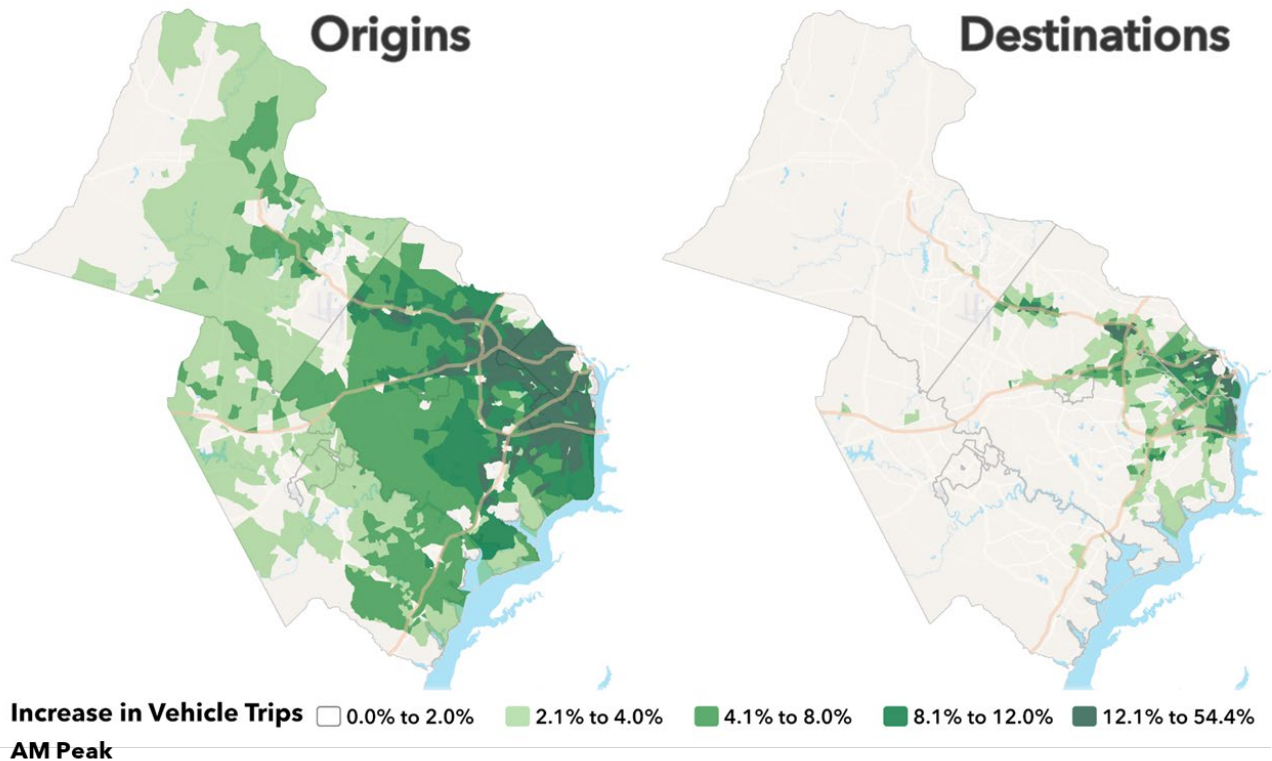 Origins
Destinations
Increase in Vehicle Trips 0.0% to 2.0% 2.1% to 4.0% 4.1% to 8.0% 8.1% to 12.0% 12.1% to 54.4%
AM Peak